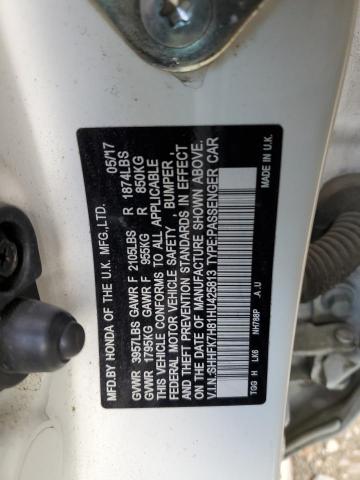 MFD.BY HONDA OF THE U.K. MFG.,LTD. 05/17
GVWR 3957LBS GAWR F 2105LBS R 1874LBS
GVWR 1795KG GAWR F 955KG R 850KG
THIS VEHICLE CONFORMS TO ALL APPLICABLE
FEDERAL MOTOR VEHICLE SAFETY , BUMPER ,
AND THEFT PREVENTION STANDARDS IN EFFECT
ON THE DATE OF MANUFACTURE SHOWN ABOVE.
V.I.N.:SHHFK7H81HU425813 TYPE:PASSENGER CAR
TGG H LK6 NH788P _A_U MADE IN U.K.